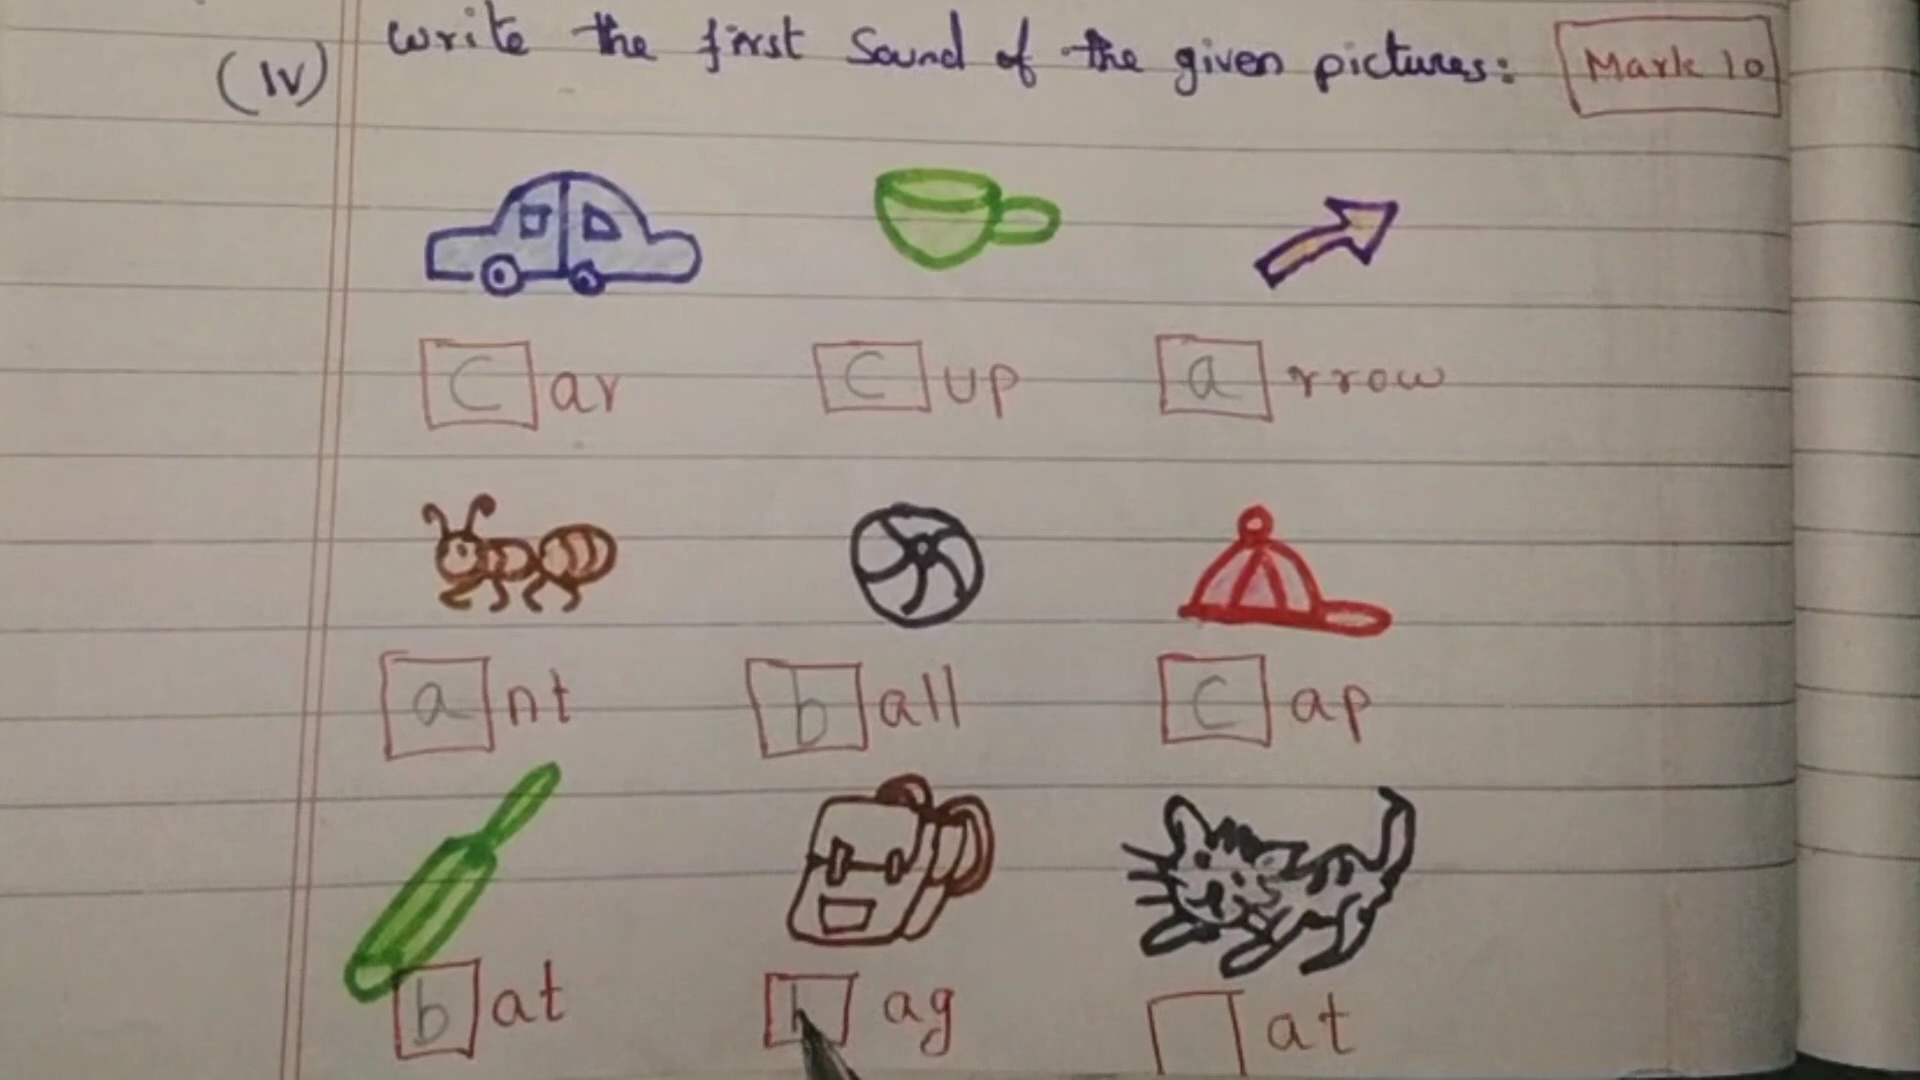 (IV) Write the first Sound of the given pictures: Mark 10
C ar C up a rrow
a nt b all C ap
b at ag at